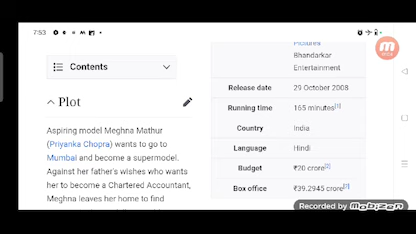 7:53
Pictures
Bhandarkar
Entertainment
Contents
Plot
Aspiring model Meghna Mathur
(Priyanka Chopra) wants to go to
Mumbai and become a supermodel.
Against her father's wishes who wants
her to become a Chartered Accountant,
Meghna leaves her home to find
Release date 29 October 2008
Running time 165 minutes[1]
Country India
Language Hindi
Budget ₹20 crore[2]
Box office ₹39.2945 crore[2]
Recorded by Mobizen